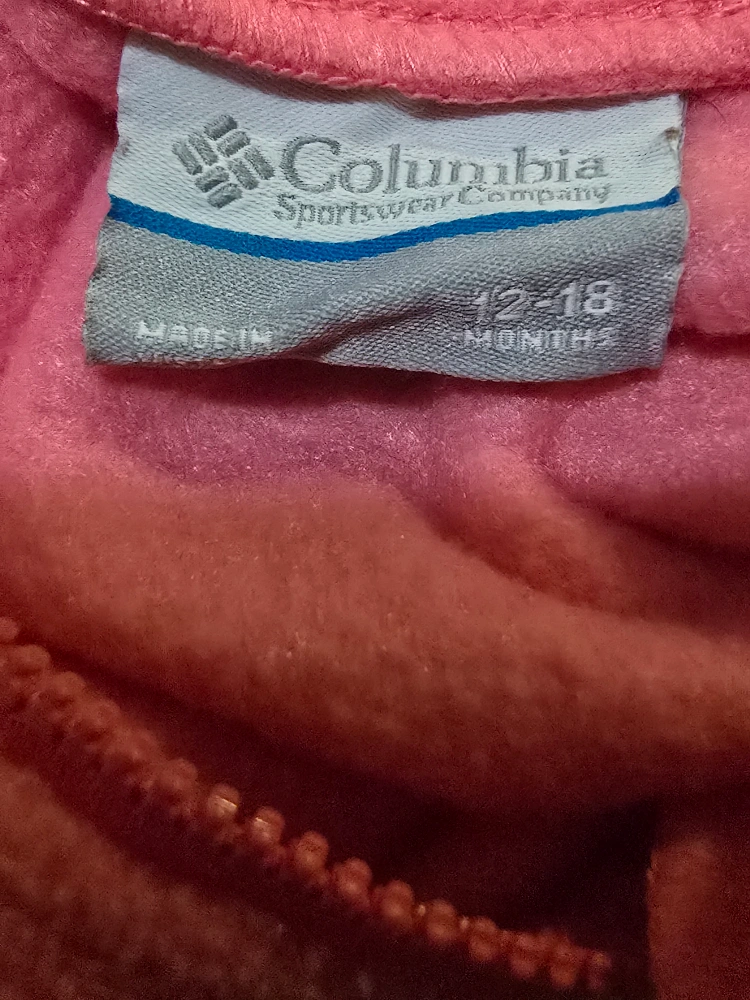 Columbia
Sportswear Company
12-18
MONTHS
MADE IN